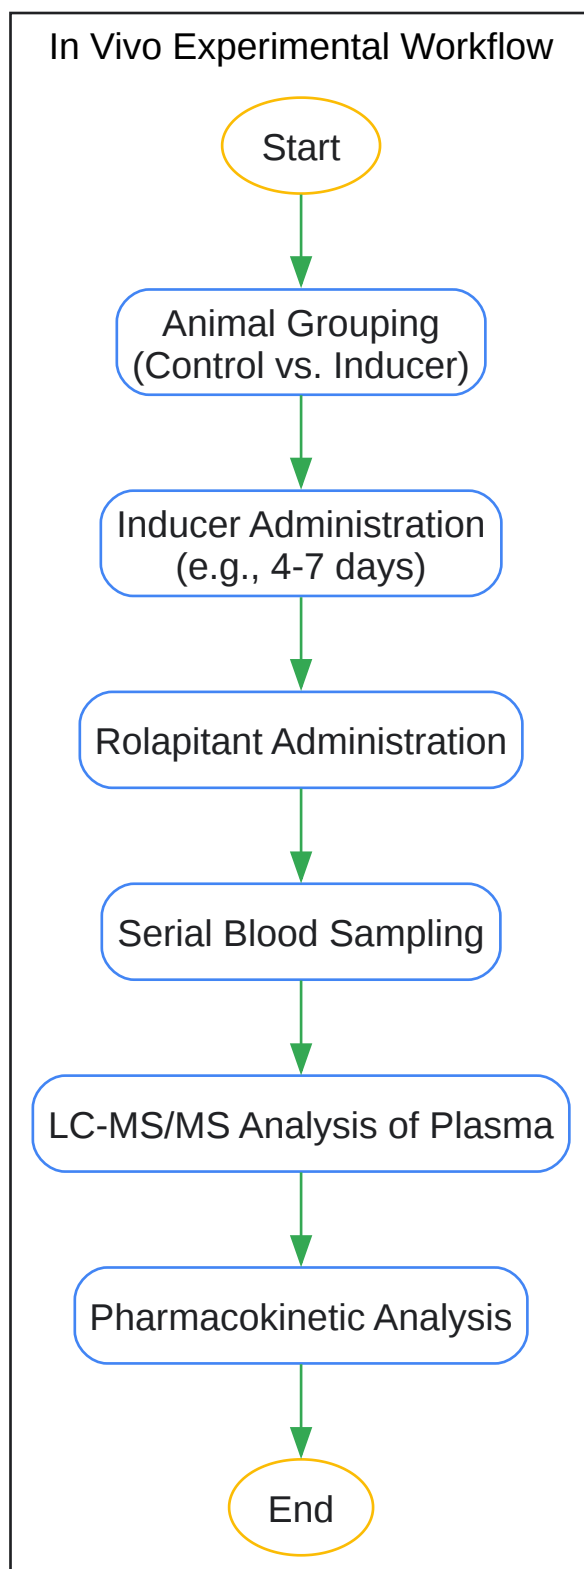 In Vivo Experimental Workflow
Start
Animal Grouping
(Control vs. Inducer)
Inducer Administration
(e.g., 4-7 days)
Rolapitant Administration
Serial Blood Sampling
LC-MS/MS Analysis of Plasma
Pharmacokinetic Analysis
End